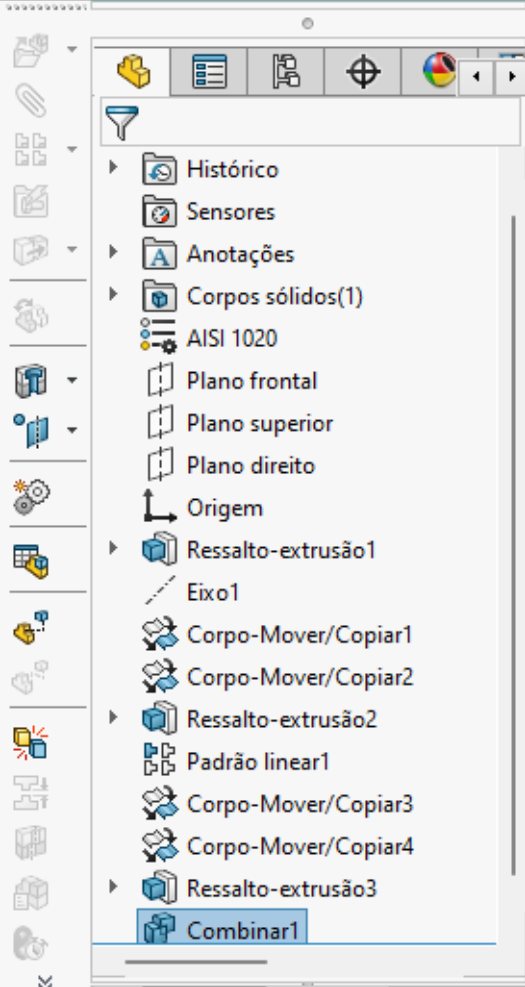 Histórico
Sensores
Anotações
Corpos sólidos(1)
AISI 1020
Plano frontal
Plano superior
Plano direito
Origem
Ressalto-extrusão1
Eixo1
Corpo-Mover/Copiar1
Corpo-Mover/Copiar2
Ressalto-extrusão2
Padrão linear1
Corpo-Mover/Copiar3
Corpo-Mover/Copiar4
Ressalto-extrusão3
Combinar1